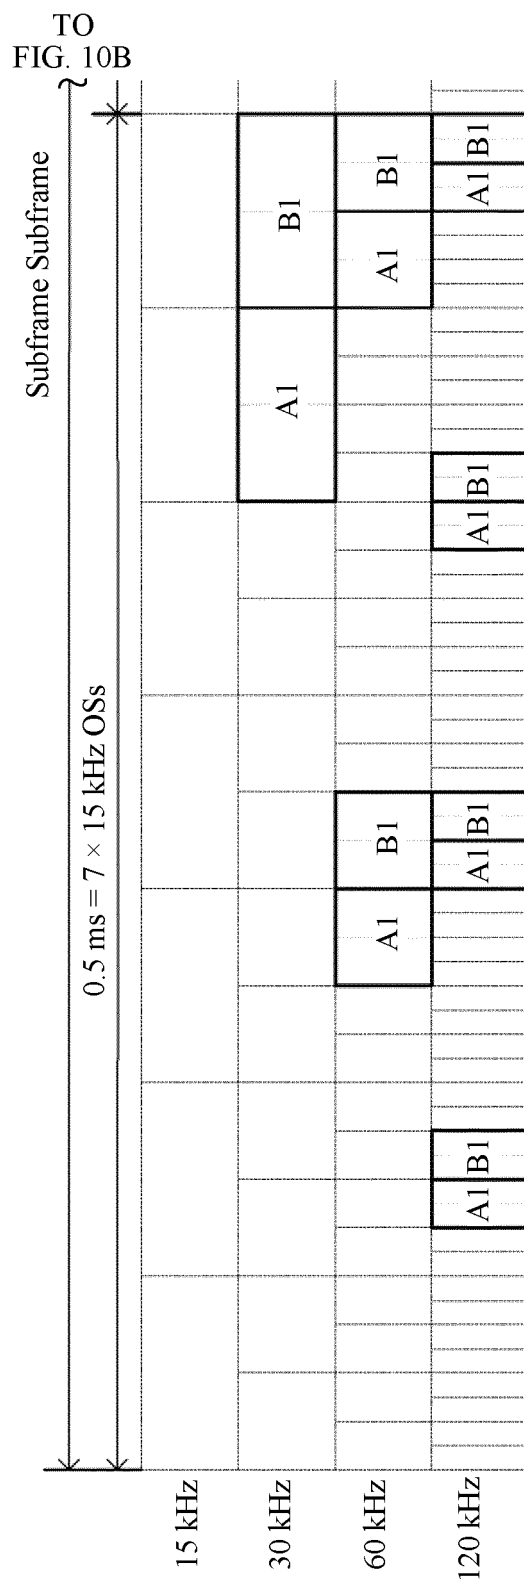 TO
FIG. 10B
Subframe Subframe
0.5 ms = 7 × 15 kHz OSs
15 kHz
30 kHz
A1
B1
60 kHz
A1
B1
A1
B1
120 kHz
A1
B1
A1
B1
A1
B1
A1
B1